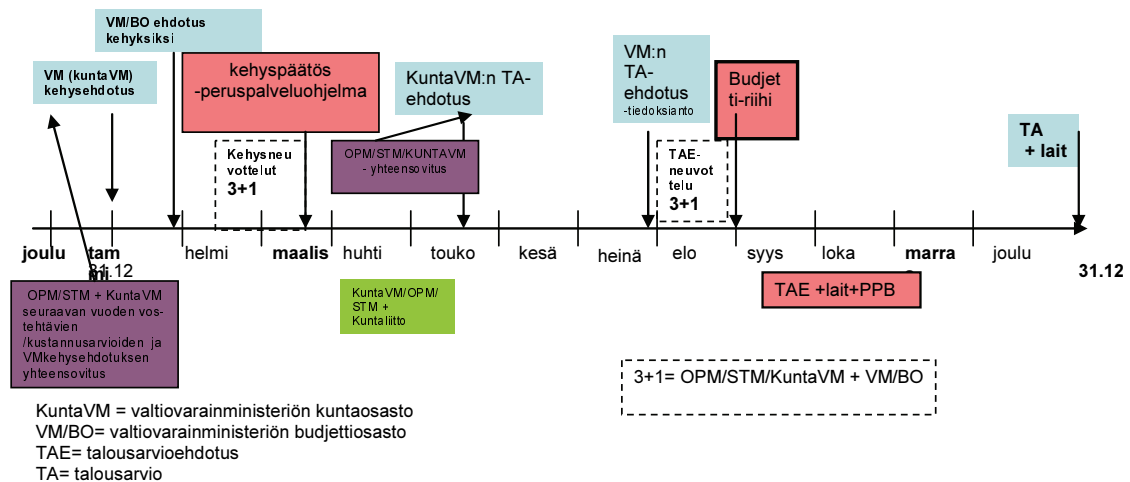 VM/BO ehdotus
kehyksiksi
VM (kuntaVM)
kehysehdotus
kehyspäätös
-peruspalveluohjelma
KuntaVM:n TA-
ehdotus
VM:n
TA-
ehdotus
-tiedoksianto
Budjet
ti-riihi
TA
+ lait
Kehysneu
vottelut
3+1
OPM/STM/KUNTAVM
- yhteensovitus
TAE-
neuvot
telu
3+1
joulu
tam
mi
31.12
helmi
maalis
huhti
touko
kesä
heinä
elo
syys
loka
marra
joulu
31.12
OPM/STM + KuntaVM
seuraavan vuoden vos-
tehtävien
/kustannusarvioiden ja
VMkehysehdotuksen
yhteensovitus
KuntaVM/OPM/
STM +
Kuntaliitto
TAE +lait+PPB
3+1= OPM/STM/KuntaVM + VM/BO
KuntaVM = valtiovarainministeriön kuntaosasto
VM/BO= valtiovarainministeriön budjettiosasto
TAE= talousarvioehdotus
TA= talousarvio